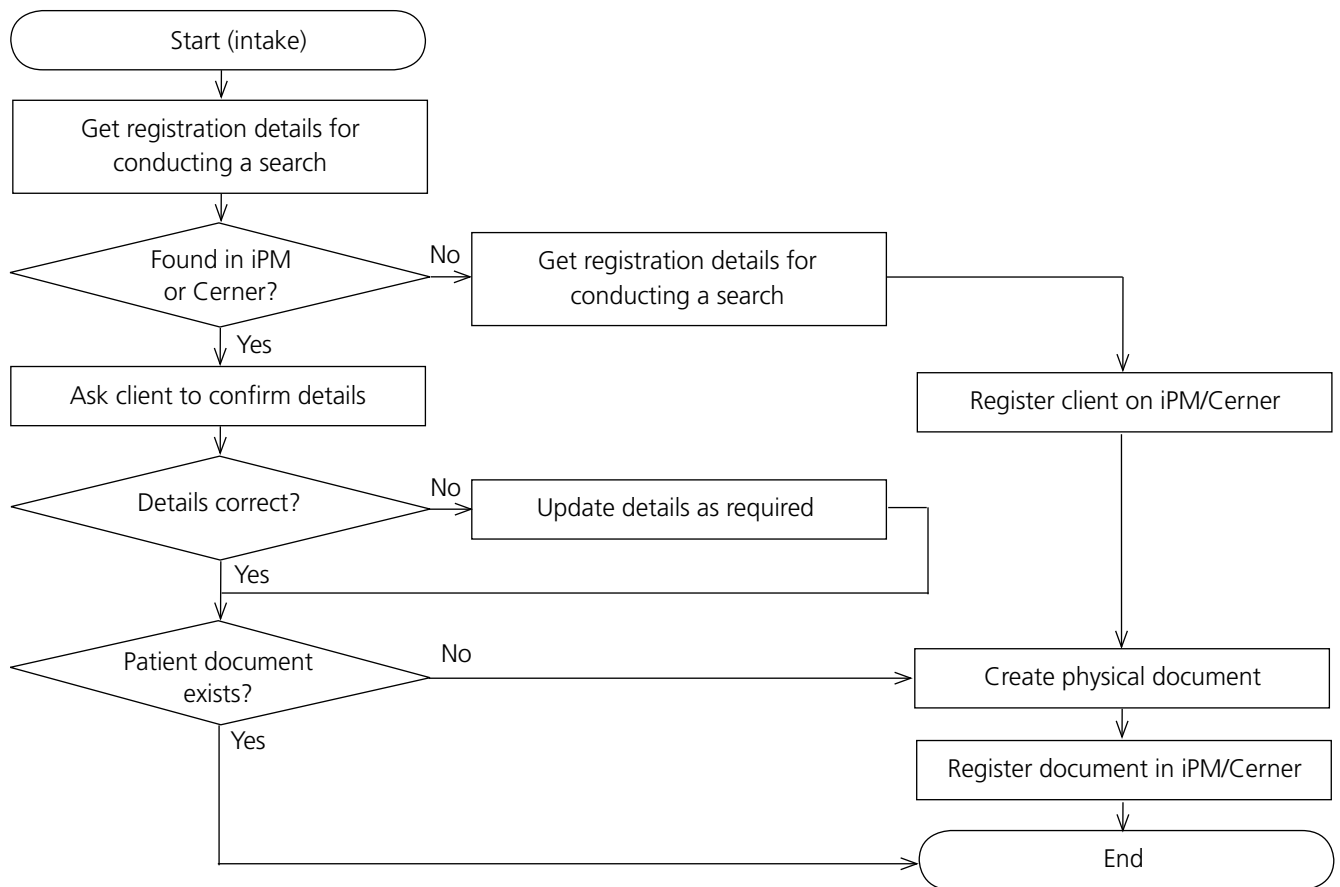 Start (intake)
Get registration details for
conducting a search
Found in iPM
or Cerner?
No
Get registration details for
conducting a search
Yes
Ask client to confirm details
Register client on iPM/Cerner
Details correct?
No
Update details as required
Yes
Patient document
exists?
No
Create physical document
Yes
Register document in iPM/Cerner
End